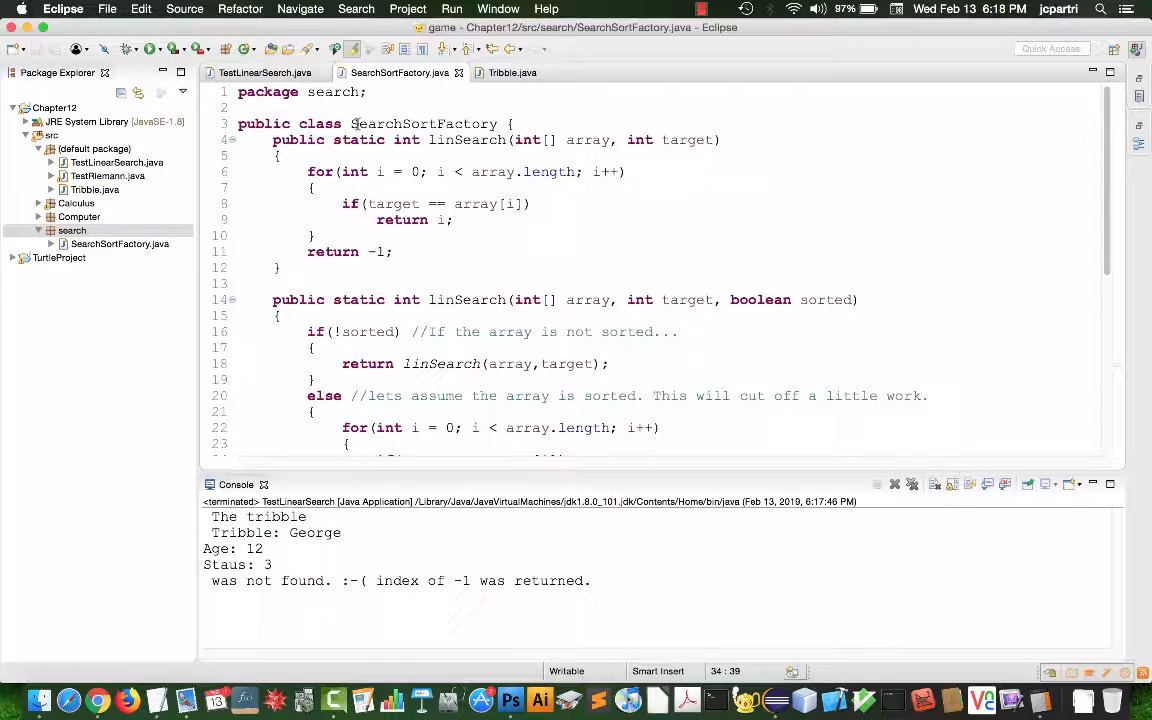 Eclipse File Edit Source Refactor Navigate Search Project Run Window Help 97% Wed Feb 13 6:18 PM jcpartri
game - Chapter12/src/search/SearchSortFactory.java - Eclipse
Quick Access
Package Explorer
Chapter12
JRE System Library [JavaSE-1.8]
src
(default package)
TestLinearSearch.java
TestRiemann.java
Tribble.java
Calculus
Computer
search
SearchSortFactory.java
TurtleProject
TestLinearSearch.java SearchSortFactory.java Tribble.java
1 package search;
2
3 public class SearchSortFactory {
4 public static int linSearch(int[] array, int target)
5 {
6 for(int i = 0; i < array.length; i++)
7 {
8 if(target == array[i])
9 return i;
10 }
11 return -1;
12 }
13
14 public static int linSearch(int[] array, int target, boolean sorted)
15 {
16 if(!sorted) //If the array is not sorted...
17 {
18 return linSearch(array,target);
19 }
20 else //lets assume the array is sorted. This will cut off a little work.
21 {
22 for(int i = 0; i < array.length; i++)
23 {
Console
<terminated> TestLinearSearch [Java Application] /Library/Java/JavaVirtualMachines/jdk1.8.0_101.jdk/Contents/Home/bin/java (Feb 13, 2019, 6:17:46 PM)
The tribble
Tribble: George
Age: 12
Staus: 3
was not found. :-( index of -1 was returned.
Writable Smart Insert 34 : 39